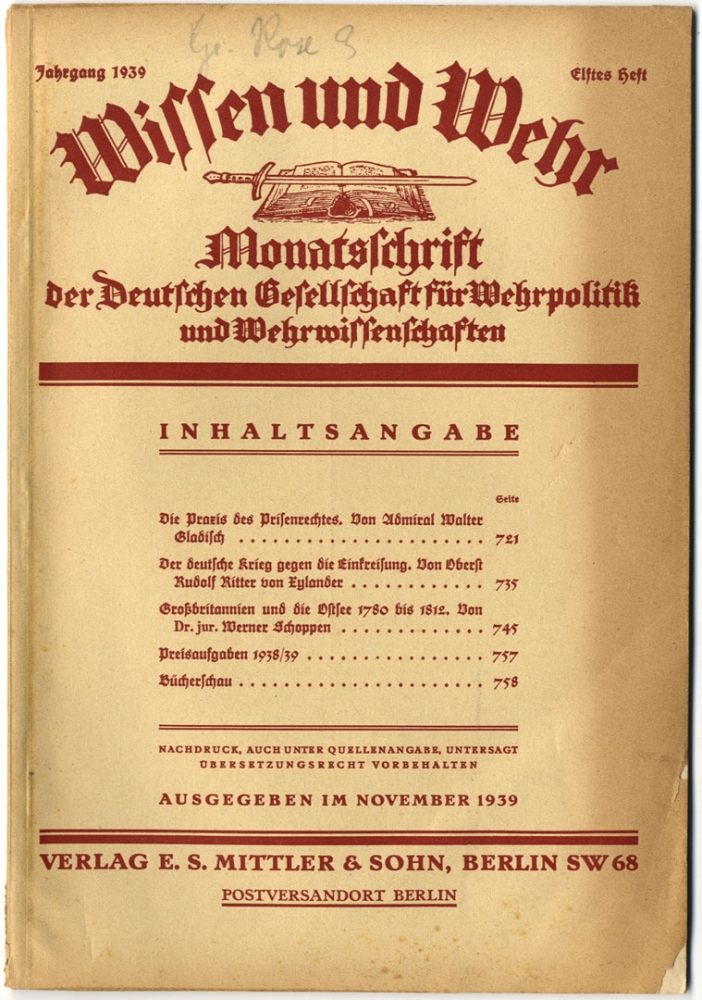 Jahrgang 1939
Elftes Heft
Wissen und Wehr
Monatsschrift
der Deutschen Gesellschaft für Wehrpolitik
und Wehrwissenschaften
INHALTSANGABE
Seite
Die Praxis des Prisenrechtes. Von Admiral Walter
Gladisch . . . . . . . . . . . . . . . . . . . . . . 721
Der deutsche Krieg gegen die Einkreisung. Von Oberst
Rudolf Ritter von Xylander . . . . . . . . . . . . 735
Großbritannien und die Ostsee 1780 bis 1812. Von
Dr. jur. Werner Schoppen . . . . . . . . . . . . . 745
Preisaufgaben 1938/39 . . . . . . . . . . . . . . . . 757
Bücherschau . . . . . . . . . . . . . . . . . . . . . . 758
NACHDRUCK, AUCH UNTER QUELLENANGABE, UNTERSAGT
ÜBERSETZUNGSRECHT VORBEHALTEN
AUSGEGEBEN IM NOVEMBER 1939
VERLAG E. S. MITTLER & SOHN, BERLIN SW 68
POSTVERSANDORT BERLIN